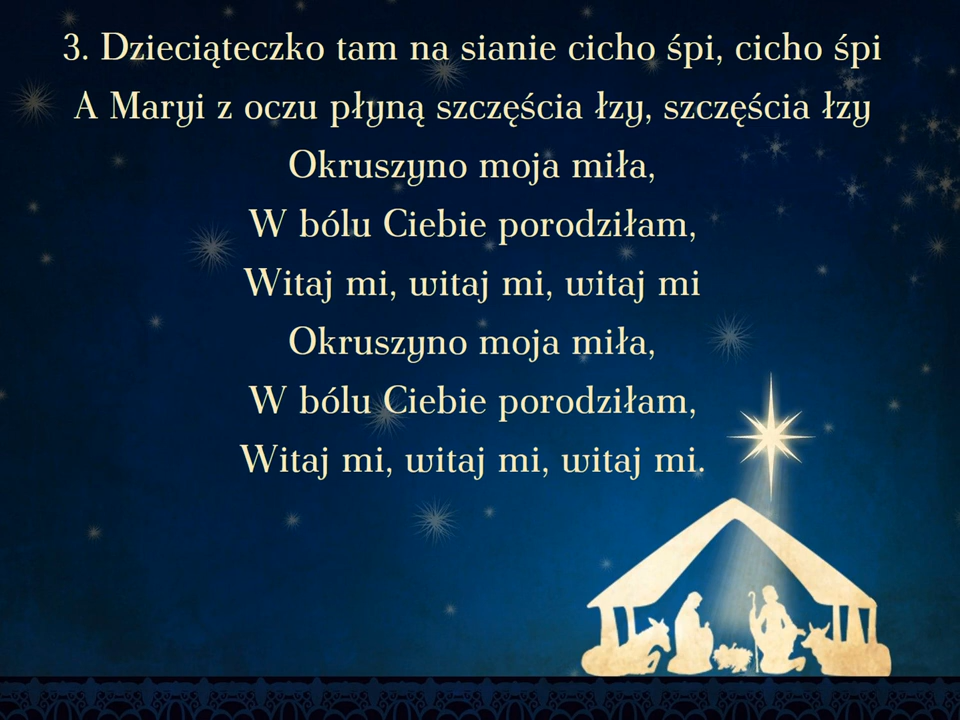 3. Dzieciąteczko tam na sianie cicho śpi, cicho śpi
A Maryi z oczu płyną szczęścia łzy, szczęścia łzy
Okruszyno moja miła,
W bólu Ciebie porodziłam,
Witaj mi, witaj mi, witaj mi
Okruszyno moja miła,
W bólu Ciebie porodziłam,
Witaj mi, witaj mi, witaj mi.